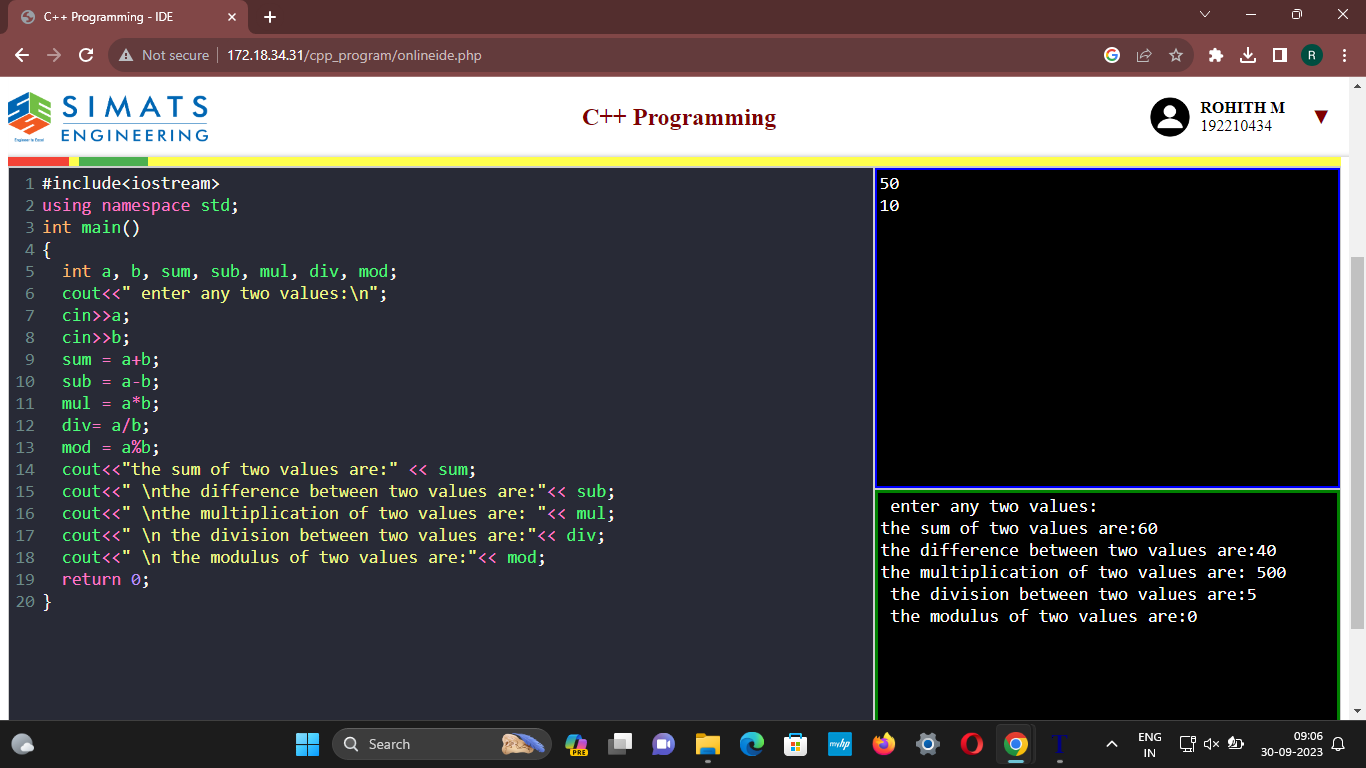 C++ Programming - IDE
Not secure
172.18.34.31/cpp_program/onlineide.php
G
R
SIMATS
ENGINEERING
C++ Programming
ROHITH M
192210434
1 #include<iostream>
2 using namespace std;
3 int main()
4 {
5   int a, b, sum, sub, mul, div, mod;
6   cout<<" enter any two values:\n";
7   cin>>a;
8   cin>>b;
9   sum = a+b;
10   sub = a-b;
11   mul = a*b;
12   div= a/b;
13   mod = a%b;
14   cout<<"the sum of two values are:" << sum;
15   cout<<" \nthe difference between two values are:"<< sub;
16   cout<<" \nthe multiplication of two values are: "<< mul;
17   cout<<" \n the division between two values are:"<< div;
18   cout<<" \n the modulus of two values are:"<< mod;
19   return 0;
20 }
50
10
 enter any two values:
the sum of two values are:60
the difference between two values are:40
the multiplication of two values are: 500
 the division between two values are:5
 the modulus of two values are:0
Search
PRE
myhp
T
ENG
IN
09:06
30-09-2023